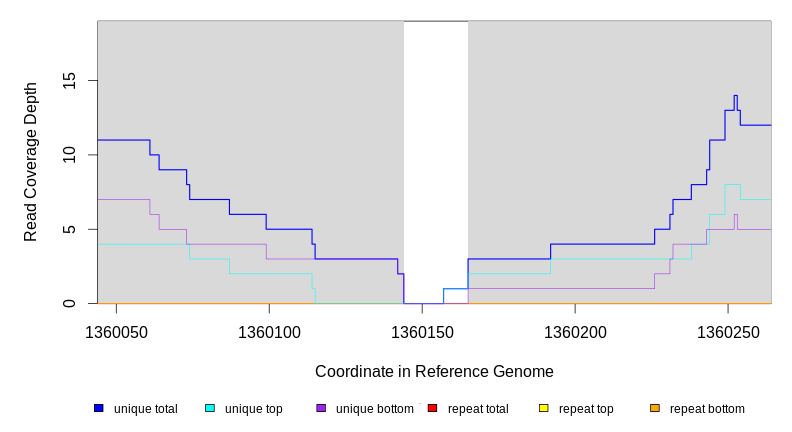 Read Coverage Depth
15
10
5
0
1360050 1360100 1360150 1360200 1360250
Coordinate in Reference Genome
unique total unique top unique bottom repeat total repeat top repeat bottom